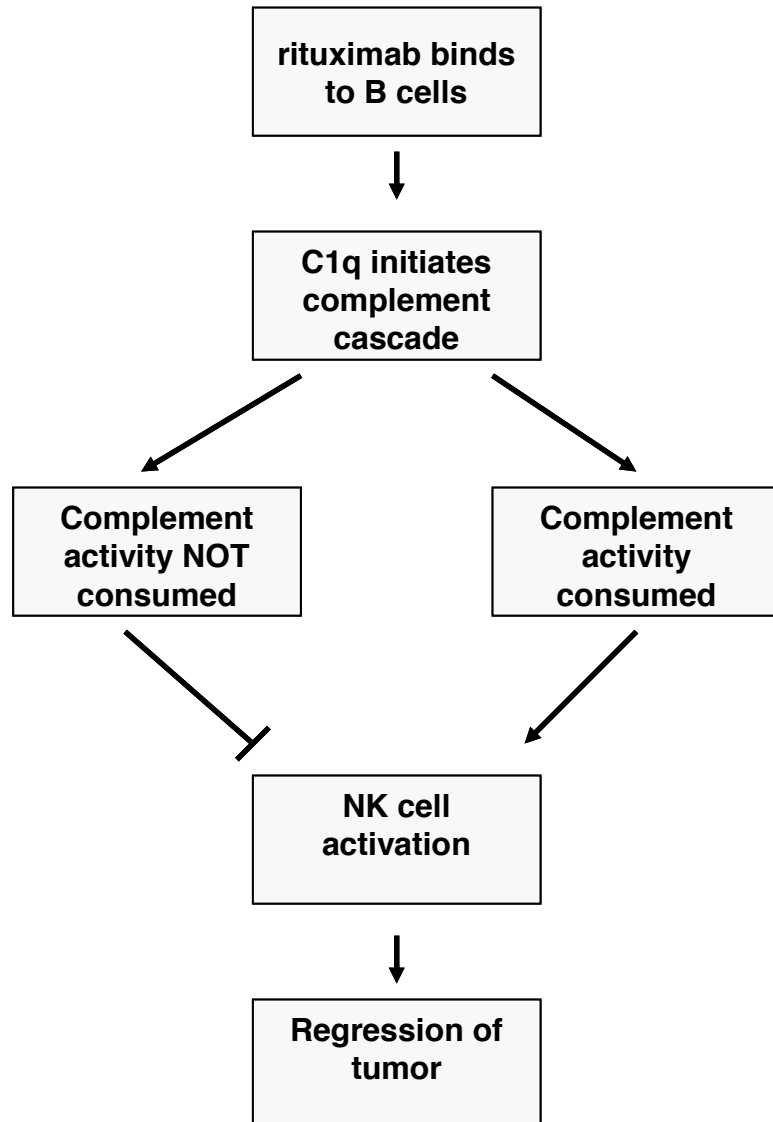 rituximab binds
to B cells
C1q initiates
complement
cascade
Complement
activity NOT
consumed
Complement
activity
consumed
NK cell
activation
Regression of
tumor